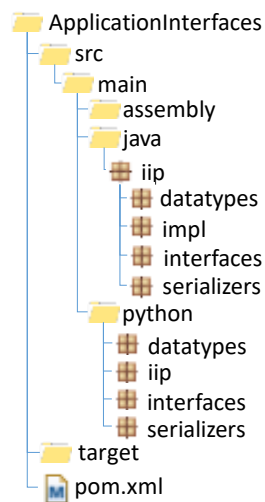 ApplicationInterfaces
src
main
assembly
java
iip
datatypes
impl
interfaces
serializers
python
datatypes
iip
interfaces
serializers
target
M pom.xml